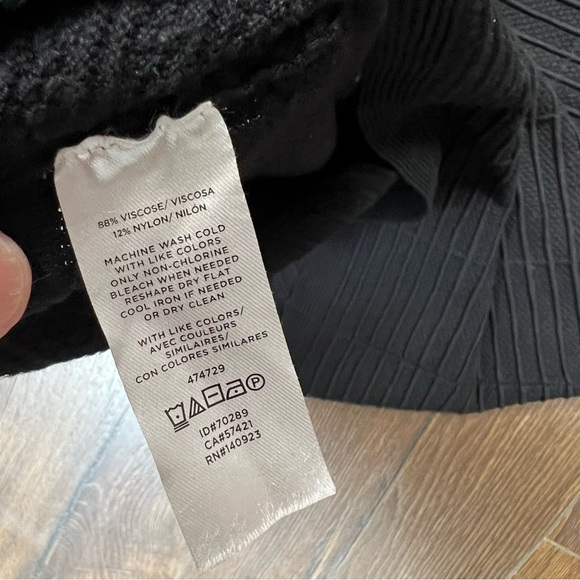 88% VISCOSE/ VISCOSA
12% NYLON/ NILÓN
MACHINE WASH COLD
WITH LIKE COLORS
ONLY NON-CHLORINE
BLEACH WHEN NEEDED
RESHAPE DRY FLAT
COOL IRON IF NEEDED
OR DRY CLEAN
WITH LIKE COLORS/
AVEC COULEURS
SIMILAIRES/
CON COLORES SIMILARES
474729
P
ID#70289
CA#57421
RN#140923